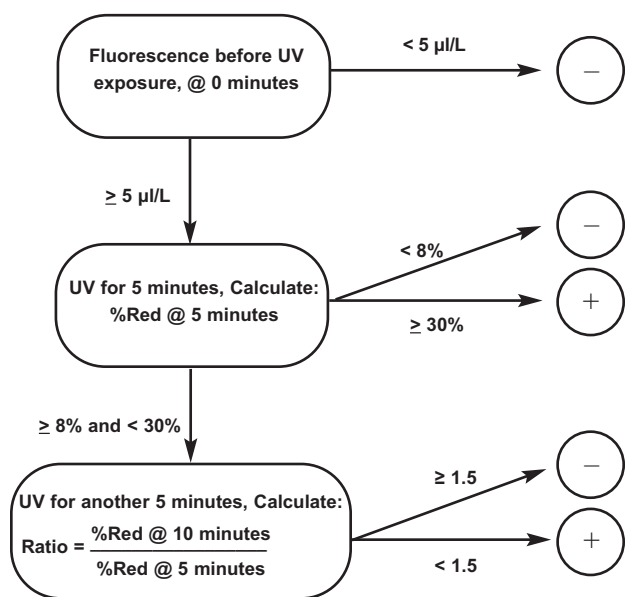 Fluorescence before UV
exposure, @ 0 minutes
< 5 µl/L
−
≥ 5 µl/L
UV for 5 minutes, Calculate:
%Red @ 5 minutes
< 8%
−
≥ 30%
+
≥ 8% and < 30%
UV for another 5 minutes, Calculate:
Ratio = %Red @ 10 minutes
%Red @ 5 minutes
≥ 1.5
−
< 1.5
+